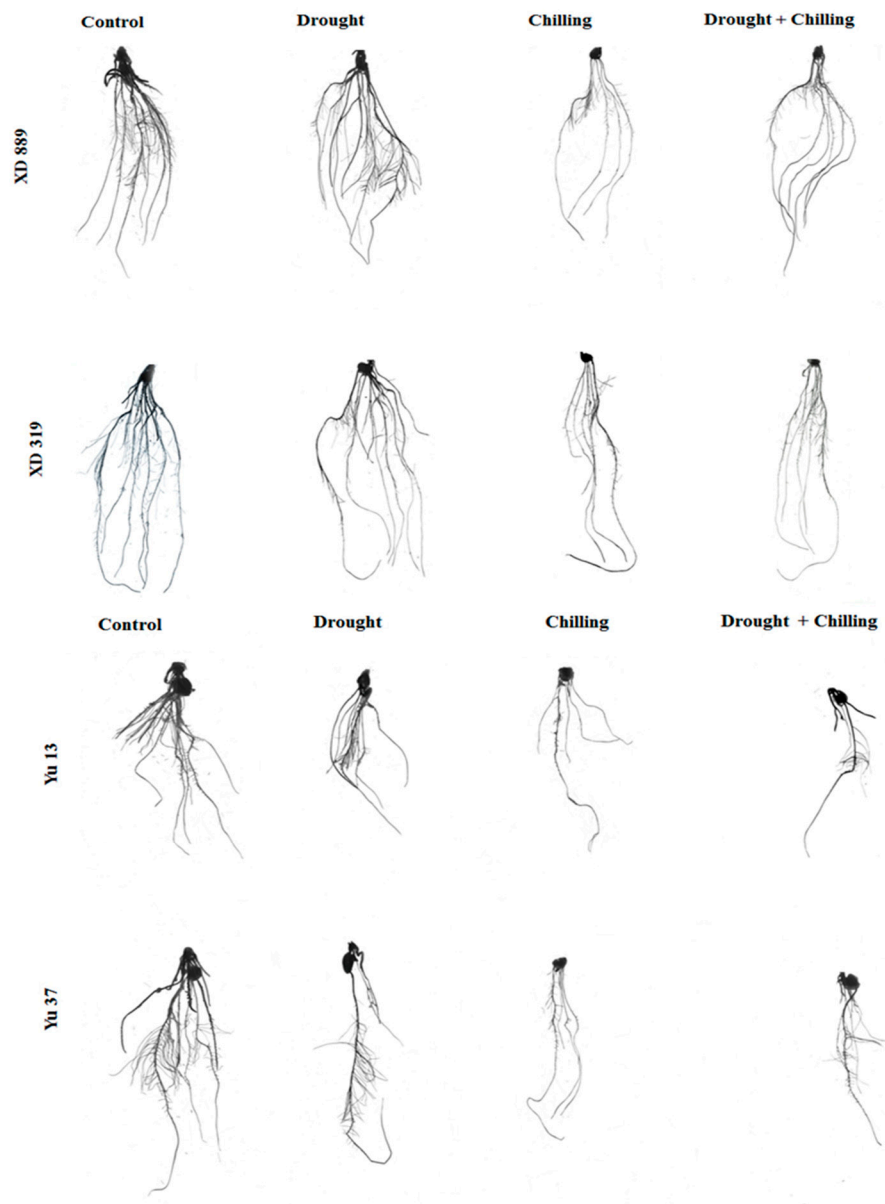 Control Drought Chilling Drought + Chilling
XD 889
XD 319
Control Drought Chilling Drought + Chilling
Yu 13
Yu 37